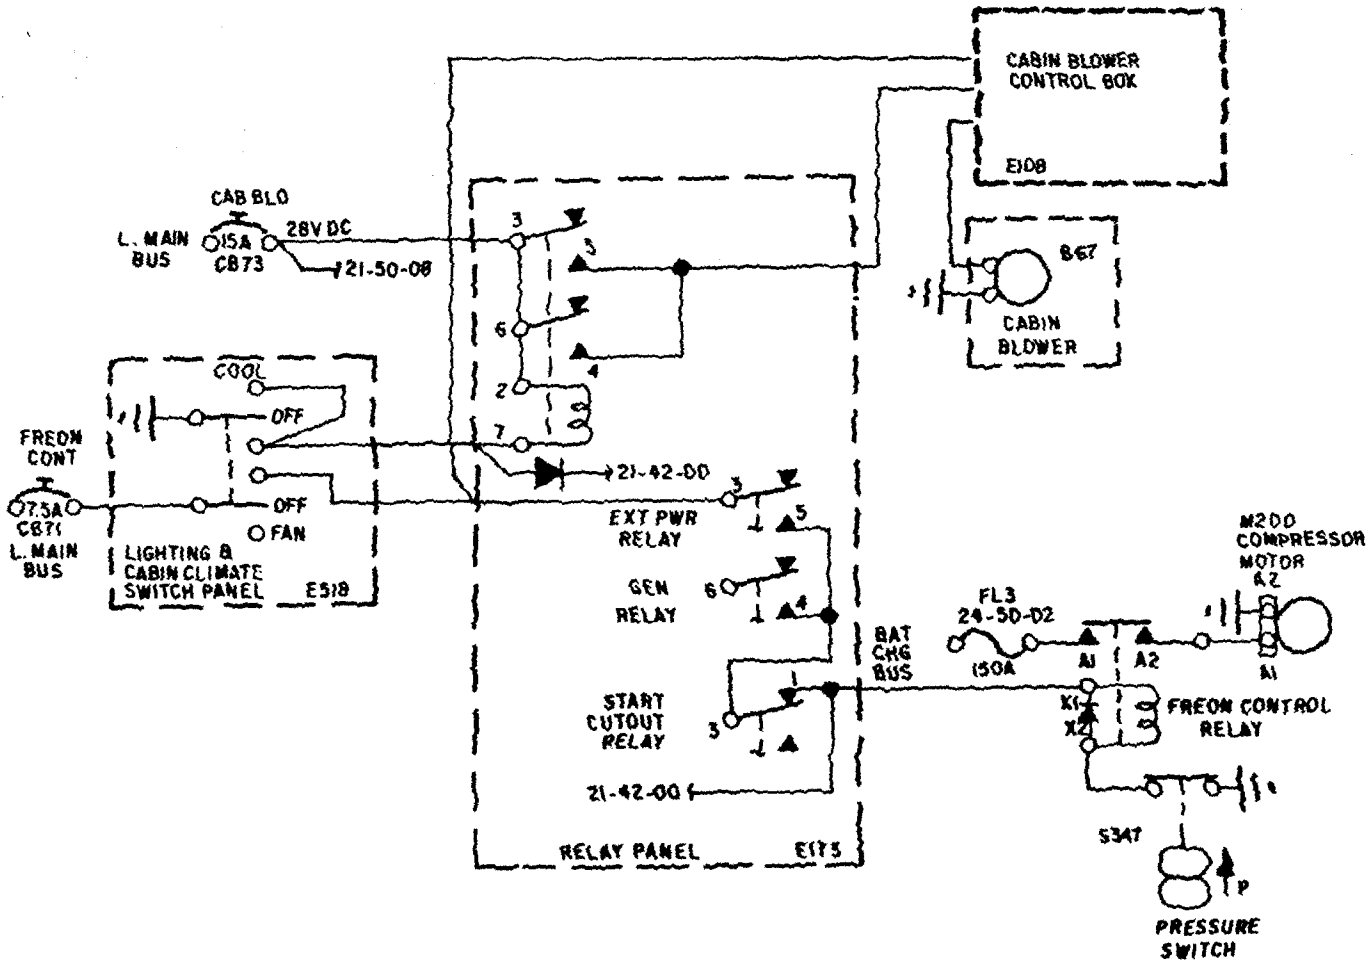 CABIN BLOWER
CONTROL BOX
E108
CAB BLO
28V DC
L. MAIN
BUS
15A
CB73
21-50-08
3
5
6
4
2
7
B67
CABIN
BLOWER
COOL
OFF
FREON
CONT
7.5A
CB71
L. MAIN
BUS
OFF
FAN
LIGHTING &
CABIN CLIMATE
SWITCH PANEL
E518
21-42-00
3
5
EXT PWR
RELAY
GEN
RELAY
6
4
START
CUTOUT
RELAY
3
1
21-42-00
RELAY PANEL
E175
BAT
CHG
BUS
FL3
24-50-02
150A
A1
A2
M200
COMPRESSOR
MOTOR
A2
A1
X1
X2
FREON CONTROL
RELAY
S347
P
PRESSURE
SWITCH